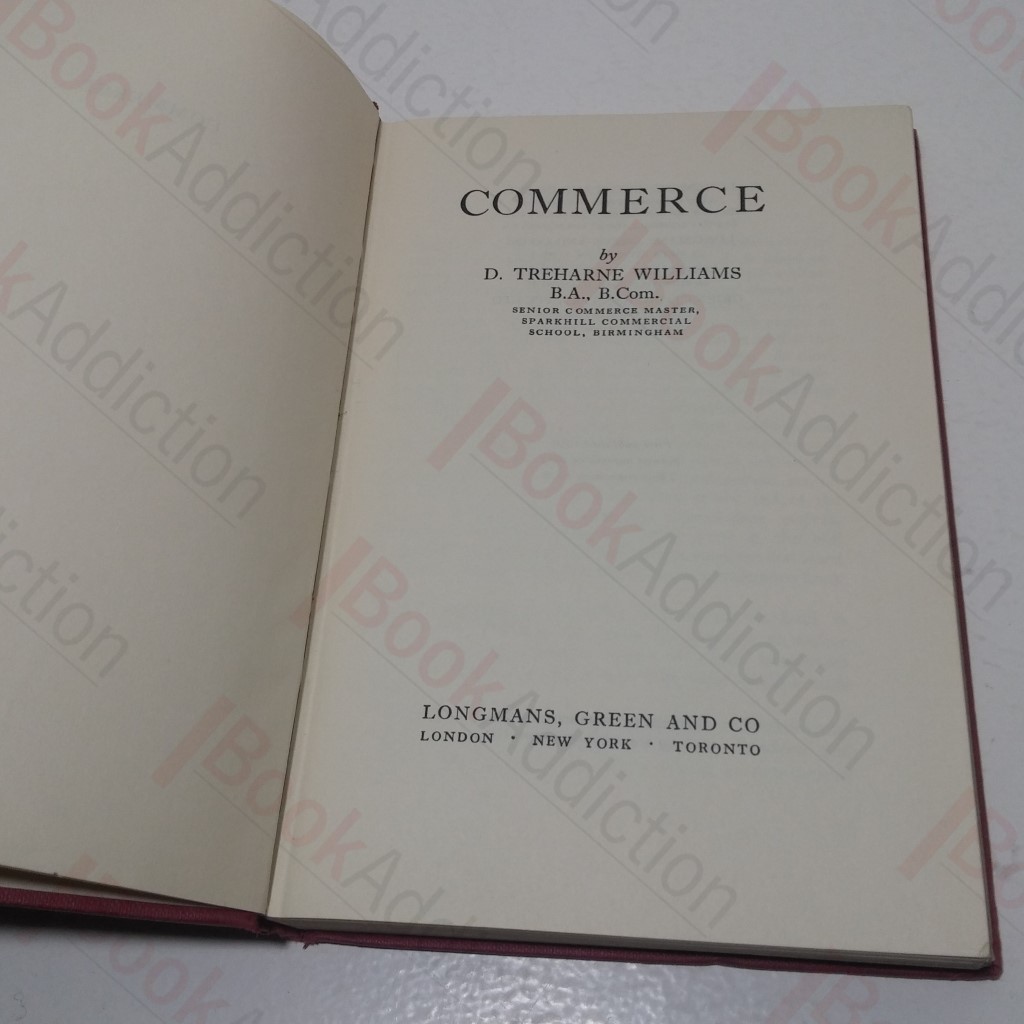 COMMERCE
by
D. TREHARNE WILLIAMS
B.A., B.Com.
SENIOR COMMERCE MASTER,
SPARKHILL COMMERCIAL
SCHOOL, BIRMINGHAM
LONGMANS, GREEN AND CO
LONDON · NEW YORK · TORONTO
BookAddiction